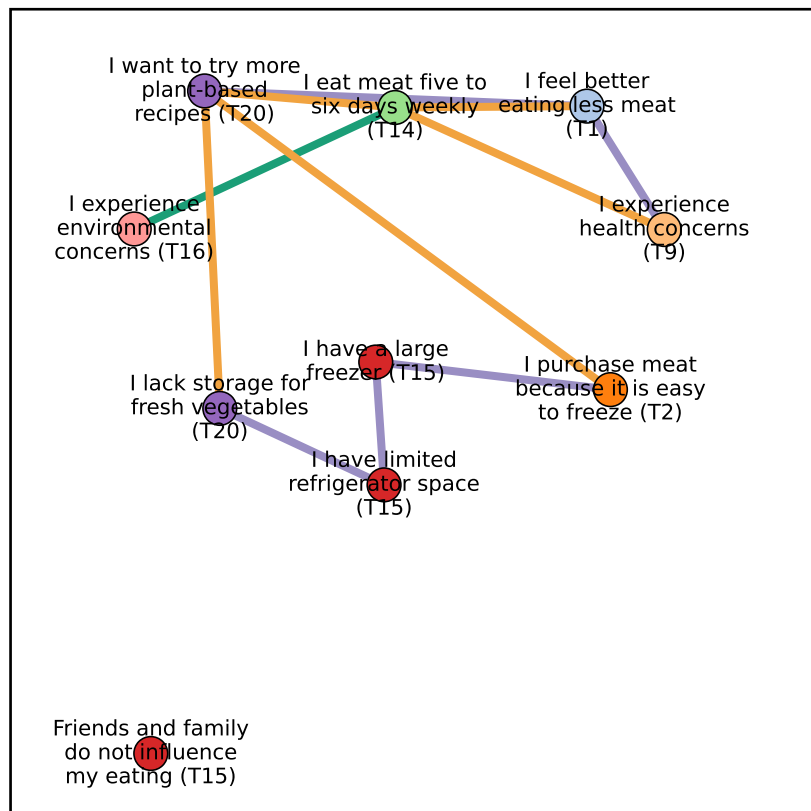 I want to try more
plant-based
recipes (T20)
I eat meat five to
six days weekly
(T14)
I feel better
eating less meat
(T1)
I experience
environmental
concerns (T16)
I experience
health concerns
(T9)
I have a large
freezer (T15)
I purchase meat
because it is easy
to freeze (T2)
I lack storage for
fresh vegetables
(T20)
I have limited
refrigerator space
(T15)
Friends and family
do not influence
my eating (T15)